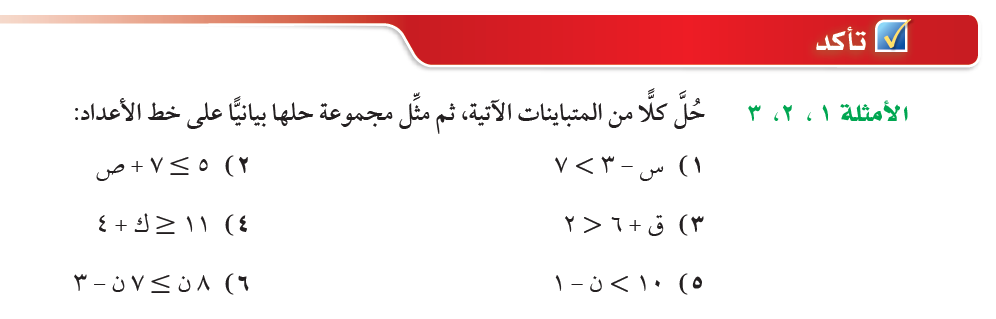 تأكد
الأمثلة ١ ، ٢، ٣ حُلَّ كلًّا من المتباينات الآتية، ثم مثِّل مجموعة حلها بيانيًّا على خط الأعداد:
١) س – ٣ > ٧
٢) ٥ ≥ ٧ + ص
٣) ق + ٦ < ٢
٤) ١١ ≤ ك + ٤
٥) ١٠ > ن – ١
٦) ٨ ن ≥ ٧ ن – ٣